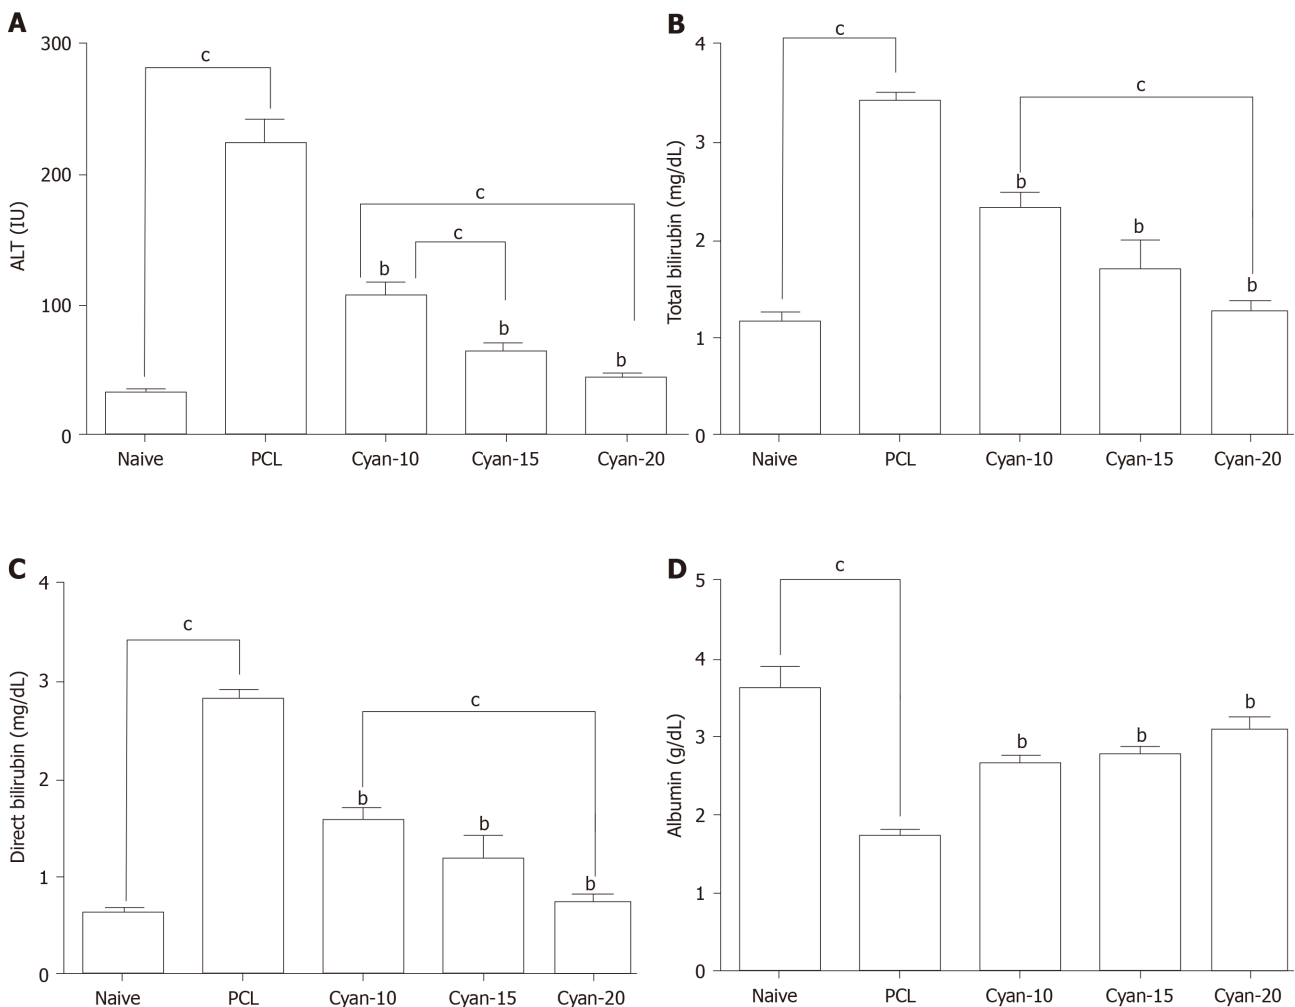 A
300
200
100
0
ALT (IU)
c
c
c
b
b
b
Naive PCL Cyan-10 Cyan-15 Cyan-20
B
4
3
2
1
0
Total bilirubin (mg/dL)
c
c
b
b
b
Naive PCL Cyan-10 Cyan-15 Cyan-20
C
4
3
2
1
0
Direct bilirubin (mg/dL)
c
c
b
b
b
Naive PCL Cyan-10 Cyan-15 Cyan-20
D
5
4
3
2
1
0
Albumin (g/dL)
c
b
b
b
Naive PCL Cyan-10 Cyan-15 Cyan-20